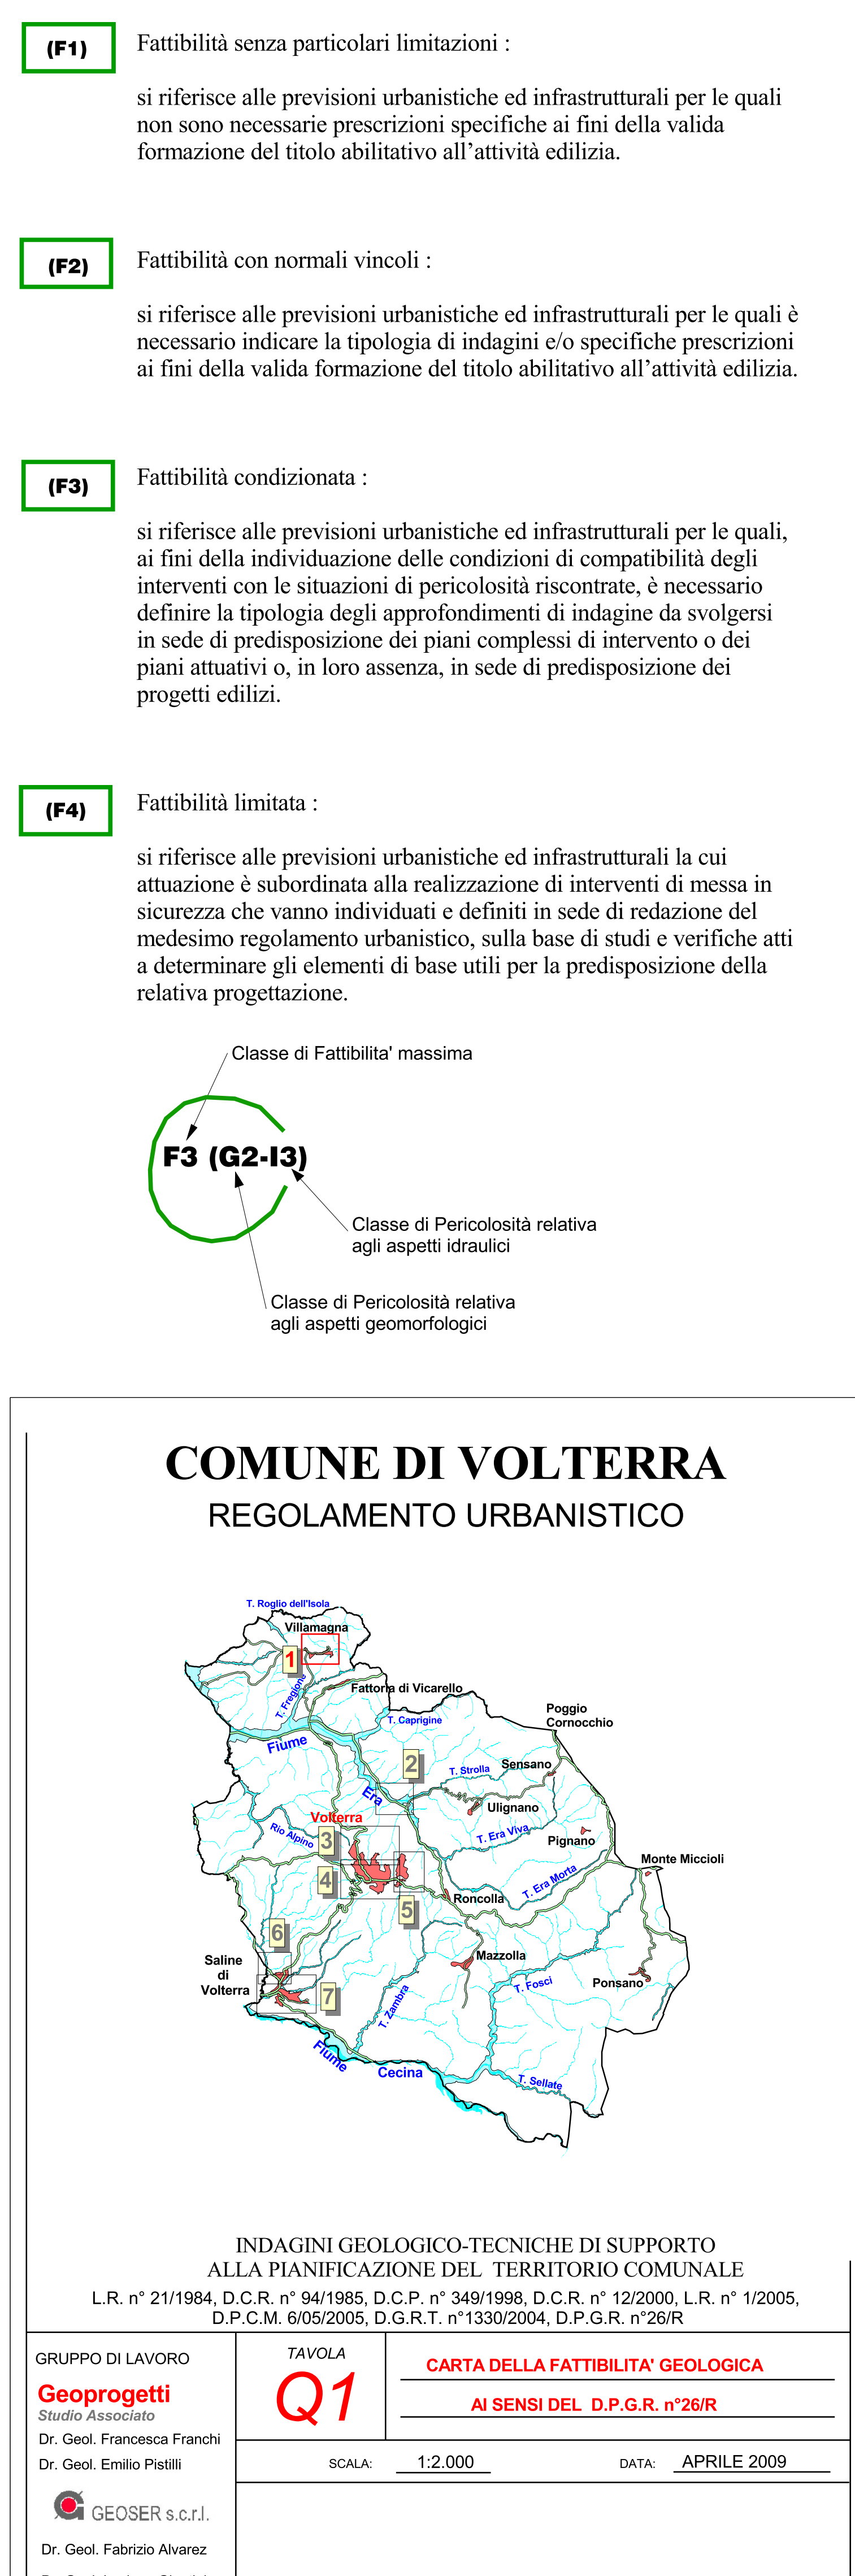 (F1)
Fattibilità senza particolari limitazioni :
si riferisce alle previsioni urbanistiche ed infrastrutturali per le quali
non sono necessarie prescrizioni specifiche ai fini della valida
formazione del titolo abilitativo all’attività edilizia.
(F2)
Fattibilità con normali vincoli :
si riferisce alle previsioni urbanistiche ed infrastrutturali per le quali è
necessario indicare la tipologia di indagini e/o specifiche prescrizioni
ai fini della valida formazione del titolo abilitativo all’attività edilizia.
(F3)
Fattibilità condizionata :
si riferisce alle previsioni urbanistiche ed infrastrutturali per le quali,
ai fini della individuazione delle condizioni di compatibilità degli
interventi con le situazioni di pericolosità riscontrate, è necessario
definire la tipologia degli approfondimenti di indagine da svolgersi
in sede di predisposizione dei piani complessi di intervento o dei
piani attuativi o, in loro assenza, in sede di predisposizione dei
progetti edilizi.
(F4)
Fattibilità limitata :
si riferisce alle previsioni urbanistiche ed infrastrutturali la cui
attuazione è subordinata alla realizzazione di interventi di messa in
sicurezza che vanno individuati e definiti in sede di redazione del
medesimo regolamento urbanistico, sulla base di studi e verifiche atti
a determinare gli elementi di base utili per la predisposizione della
relativa progettazione.
Classe di Fattibilita' massima
F3 (G2-I3)
Classe di Pericolosità relativa
agli aspetti idraulici
Classe di Pericolosità relativa
agli aspetti geomorfologici
COMUNE DI VOLTERRA
REGOLAMENTO URBANISTICO
T. Roglio dell'Isola
Villamagna
1
T. Fregione
Fattoria di Vicarello
Poggio
Cornocchio
T. Caprigine
Fiume
2
T. Strolla
Sensano
Era
Ulignano
Volterra
Rio Alpino
3
T. Era Viva
Pignano
Monte Miccioli
4
T. Era Morta
Roncolla
5
6
Mazzolla
Saline
di
Volterra
T. Fosci
Ponsano
7
T. Zambra
Fiume
Cecina
T. Sellate
INDAGINI GEOLOGICO-TECNICHE DI SUPPORTO
ALLA PIANIFICAZIONE DEL TERRITORIO COMUNALE
L.R. n° 21/1984, D.C.R. n° 94/1985, D.C.P. n° 349/1998, D.C.R. n° 12/2000, L.R. n° 1/2005,
D.P.C.M. 6/05/2005, D.G.R.T. n°1330/2004, D.P.G.R. n°26/R
GRUPPO DI LAVORO
Geoprogetti
Studio Associato
Dr. Geol. Francesca Franchi
Dr. Geol. Emilio Pistilli
GEOSER s.c.r.l.
Dr. Geol. Fabrizio Alvarez
TAVOLA
Q1
CARTA DELLA FATTIBILITA' GEOLOGICA
AI SENSI DEL D.P.G.R. n°26/R
SCALA: 1:2.000
DATA: APRILE 2009